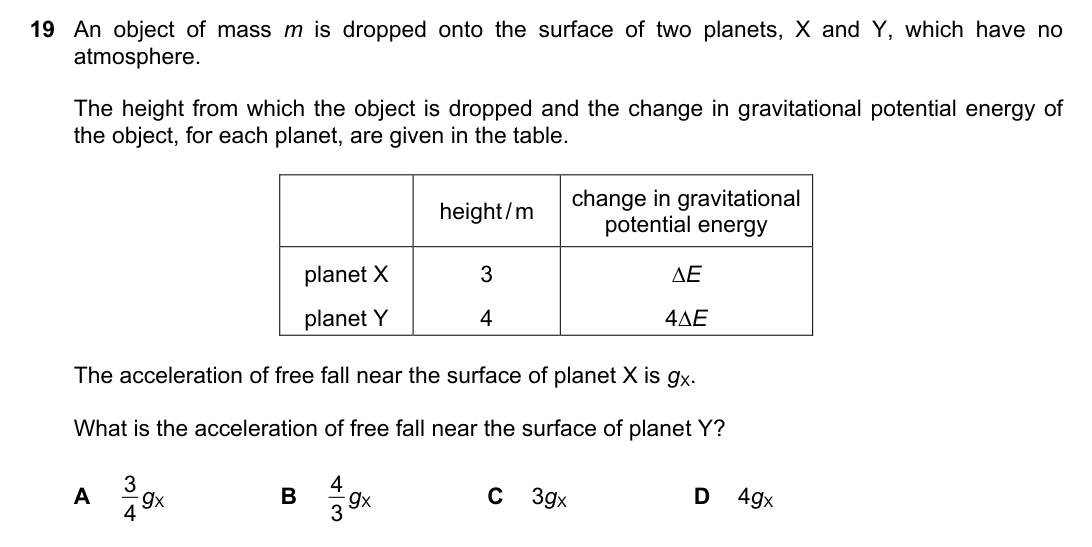 19 An object of mass m is dropped onto the surface of two planets, X and Y, which have no
atmosphere.
The height from which the object is dropped and the change in gravitational potential energy of
the object, for each planet, are given in the table.
height/m change in gravitational
potential energy
planet X 3 ΔE
planet Y 4 4ΔE
The acceleration of free fall near the surface of planet X is gX.
What is the acceleration of free fall near the surface of planet Y?
A 3/4 gX B 4/3 gX C 3gX D 4gX